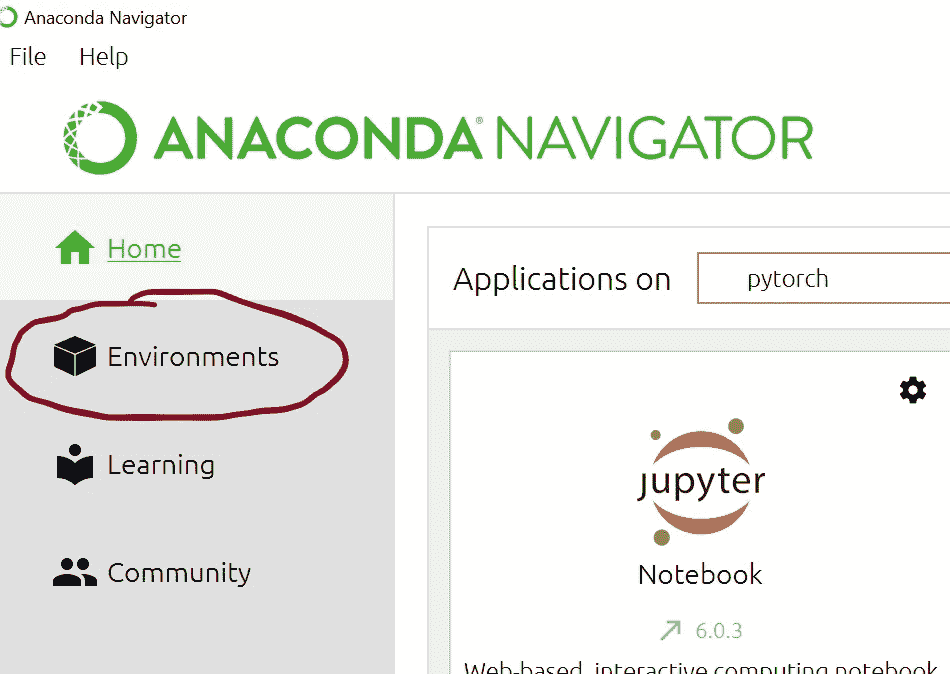 Anaconda Navigator
File Help
ANACONDA® NAVIGATOR
Home
Applications on pytorch
Environments
Learning
jupyter
Notebook
Community
6.0.3
Web-based, interactive computing notebook